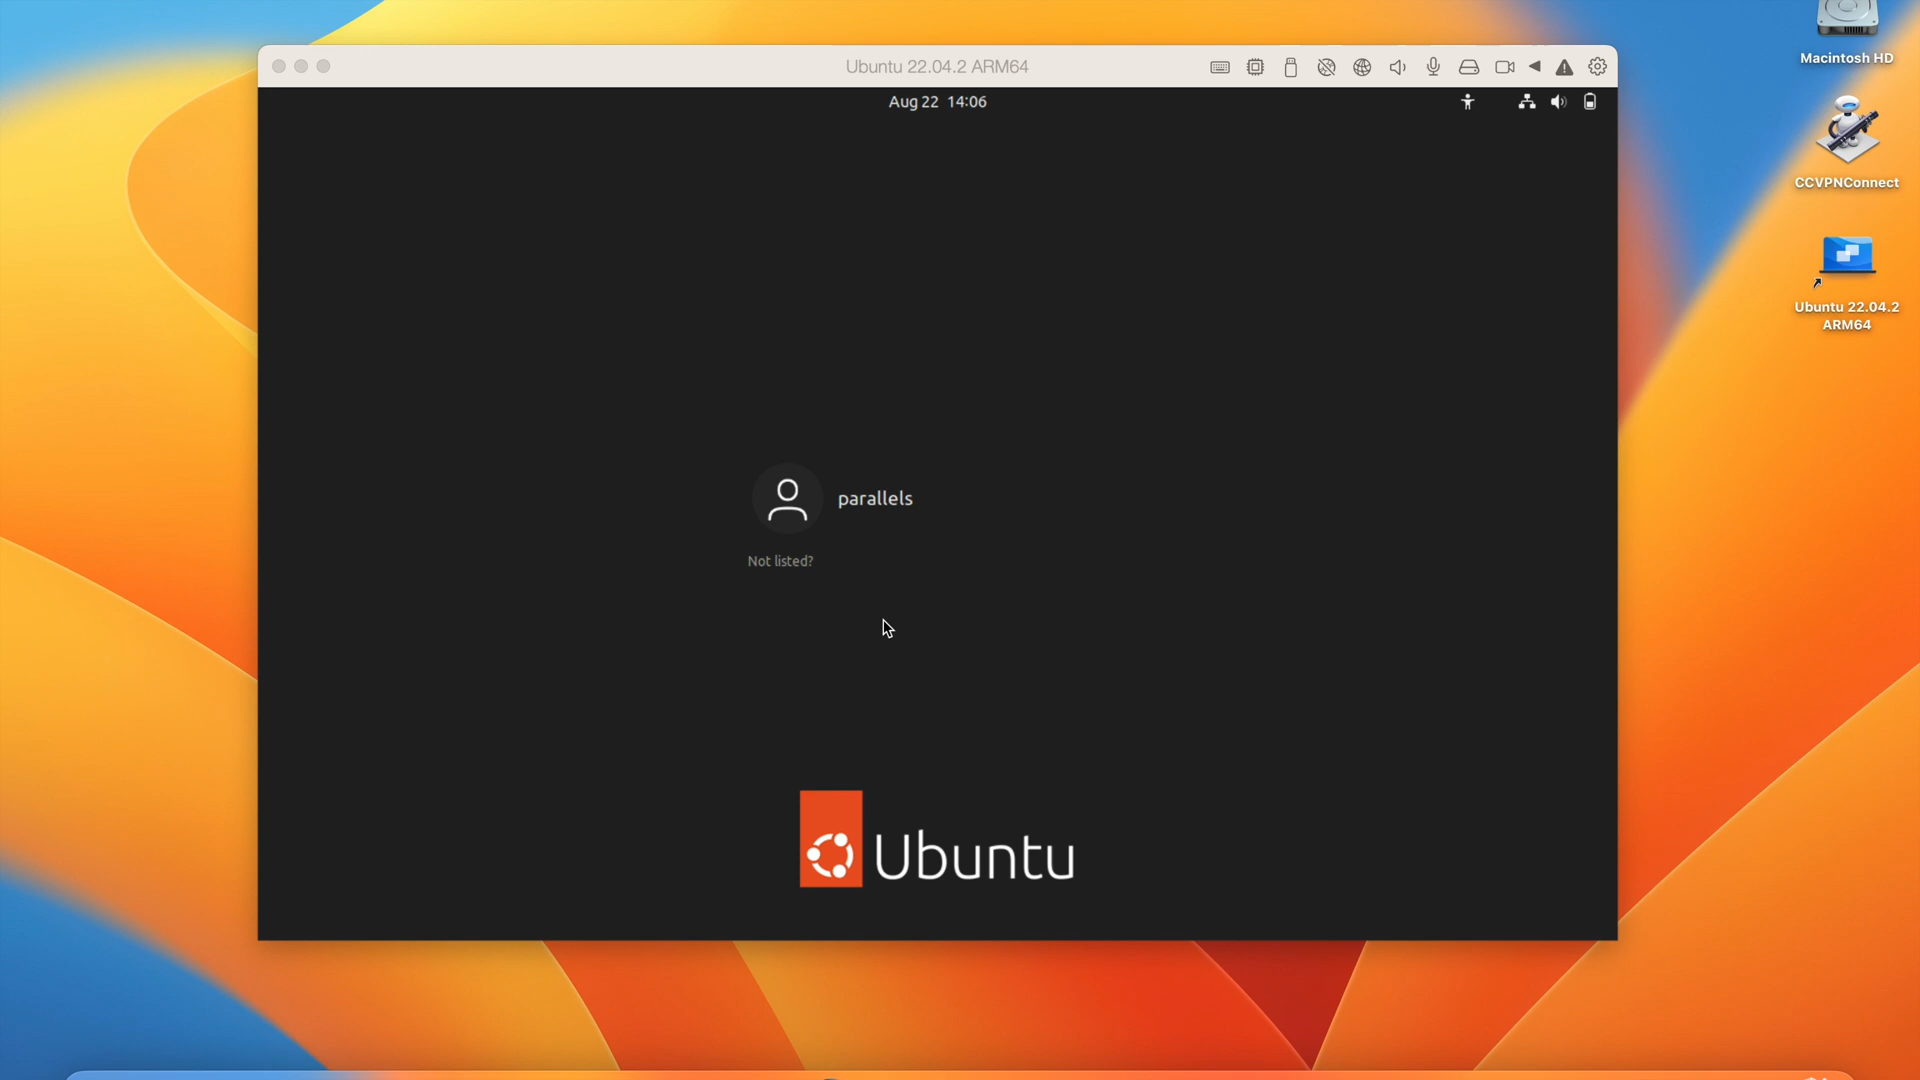 Ubuntu 22.04.2 ARM64
Aug 22 14:06
parallels
Not listed?
Ubuntu
Macintosh HD
CCVPNConnect
Ubuntu 22.04.2
ARM64